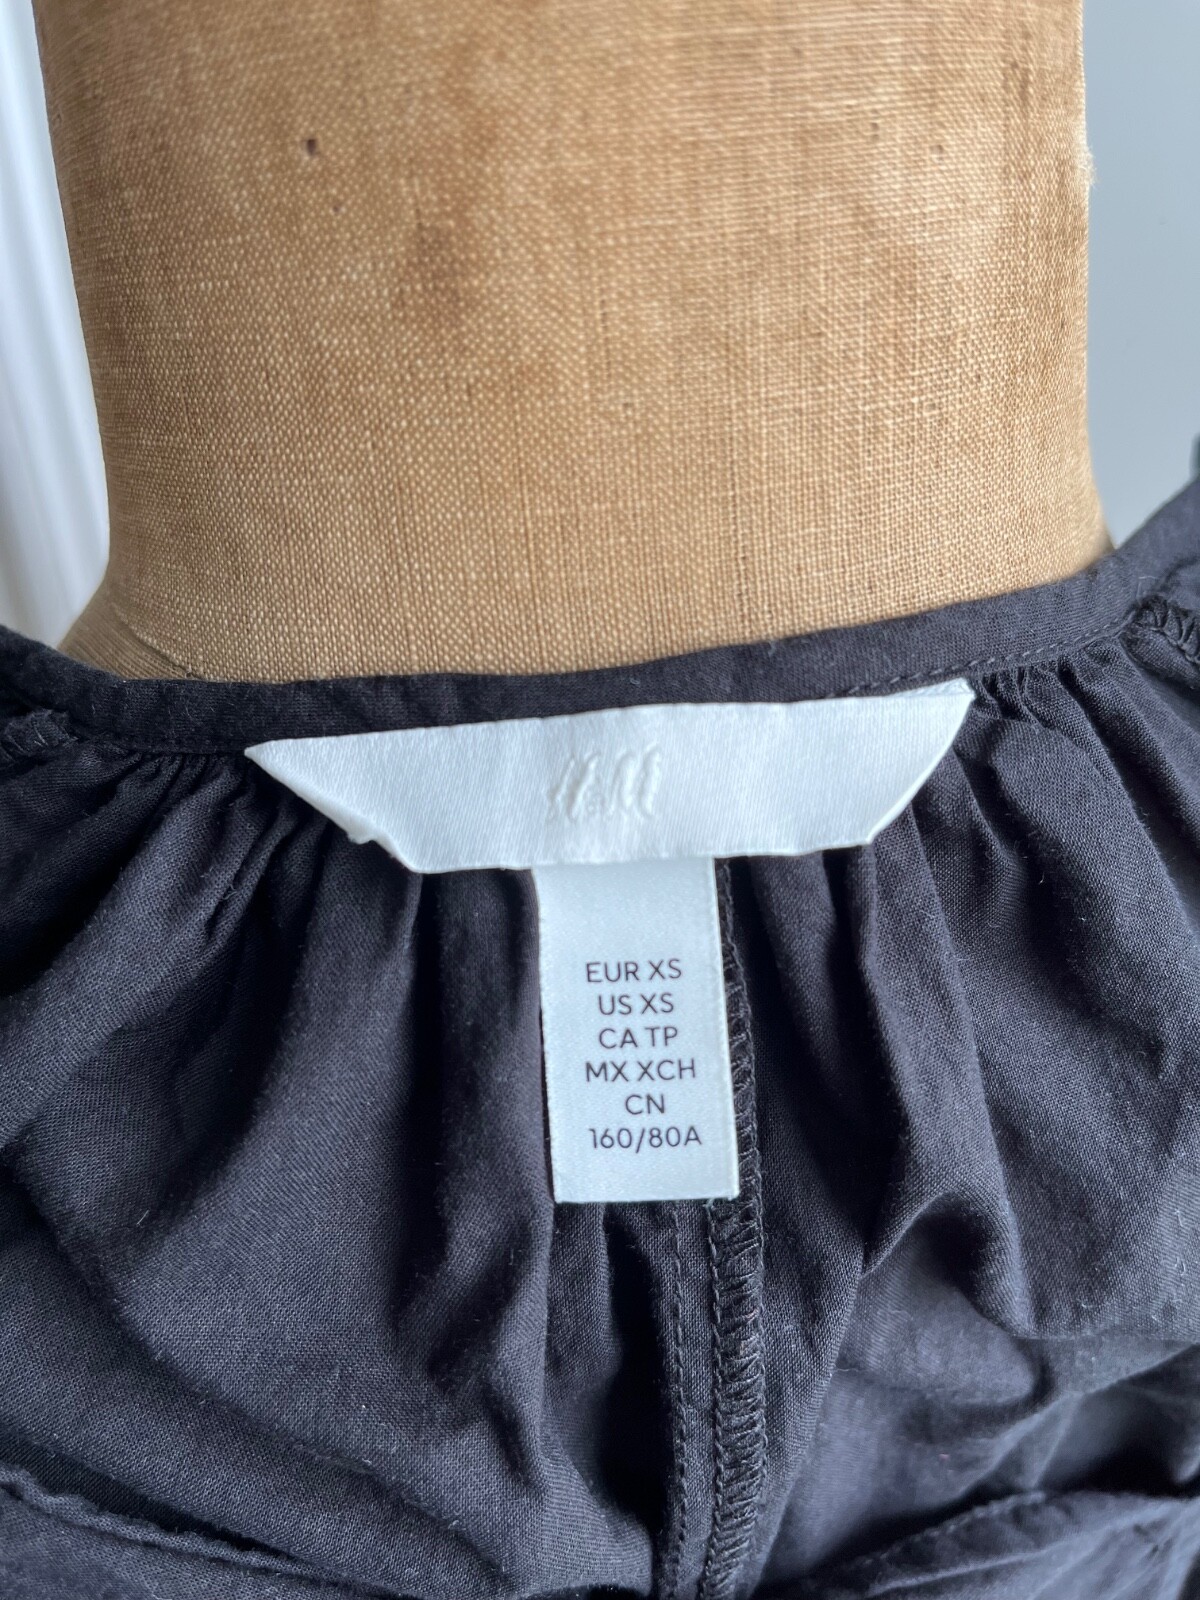 H&M
EUR XS
US XS
CA TP
MX XCH
CN
160/80A